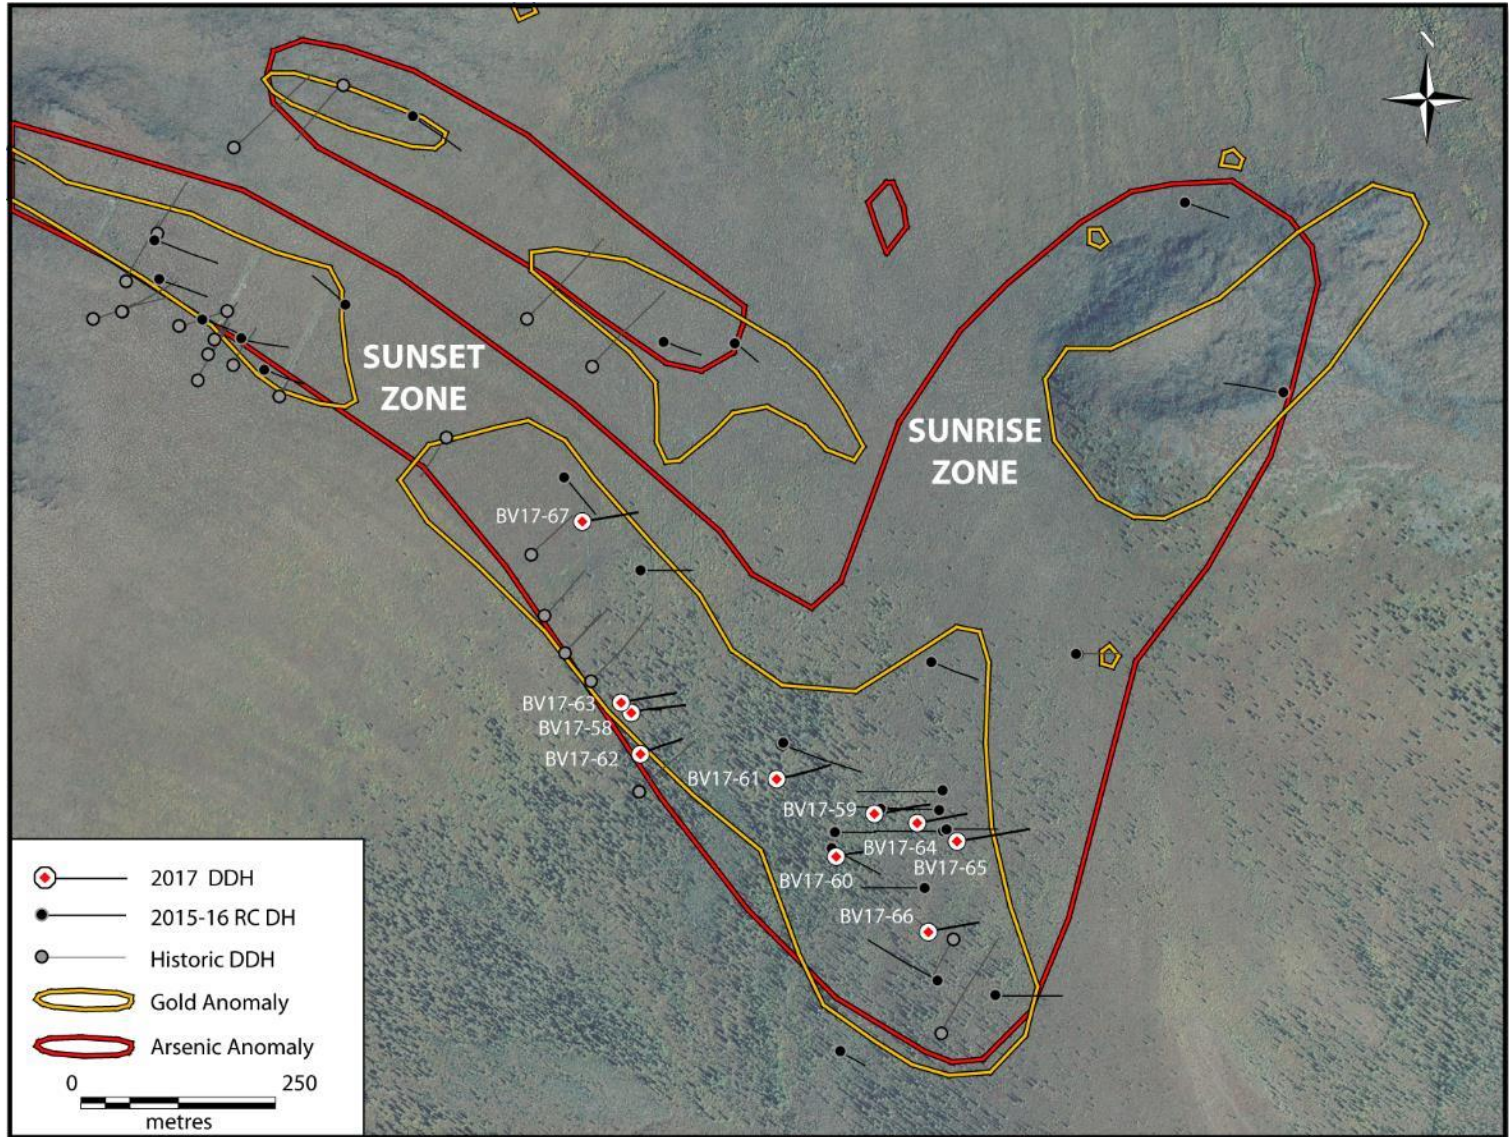 N
SUNSET
ZONE
SUNRISE
ZONE
BV17-67
BV17-63
BV17-58
BV17-62
BV17-61
BV17-59
BV17-64
BV17-65
BV17-60
BV17-66
2017 DDH
2015-16 RC DH
Historic DDH
Gold Anomaly
Arsenic Anomaly
0 250
metres